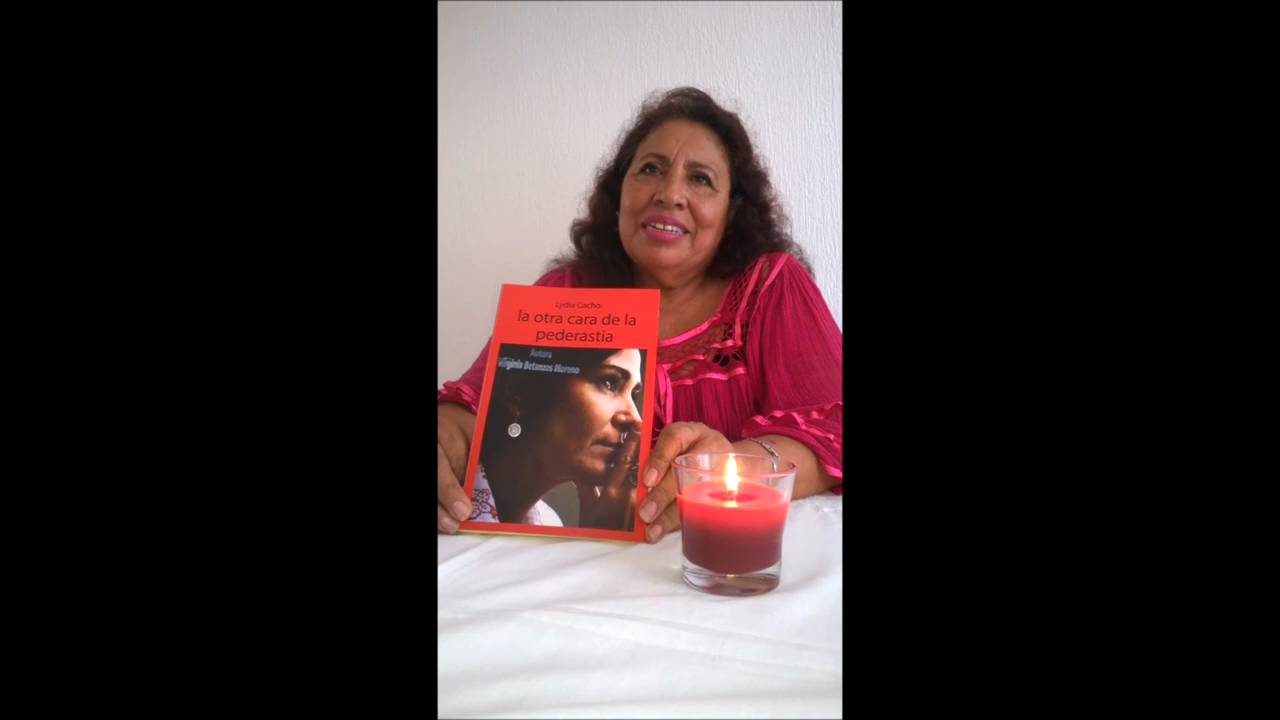 Lydia Cacho:
la otra cara de la
pederastia
Autora
Virginia Betanzos Moreno